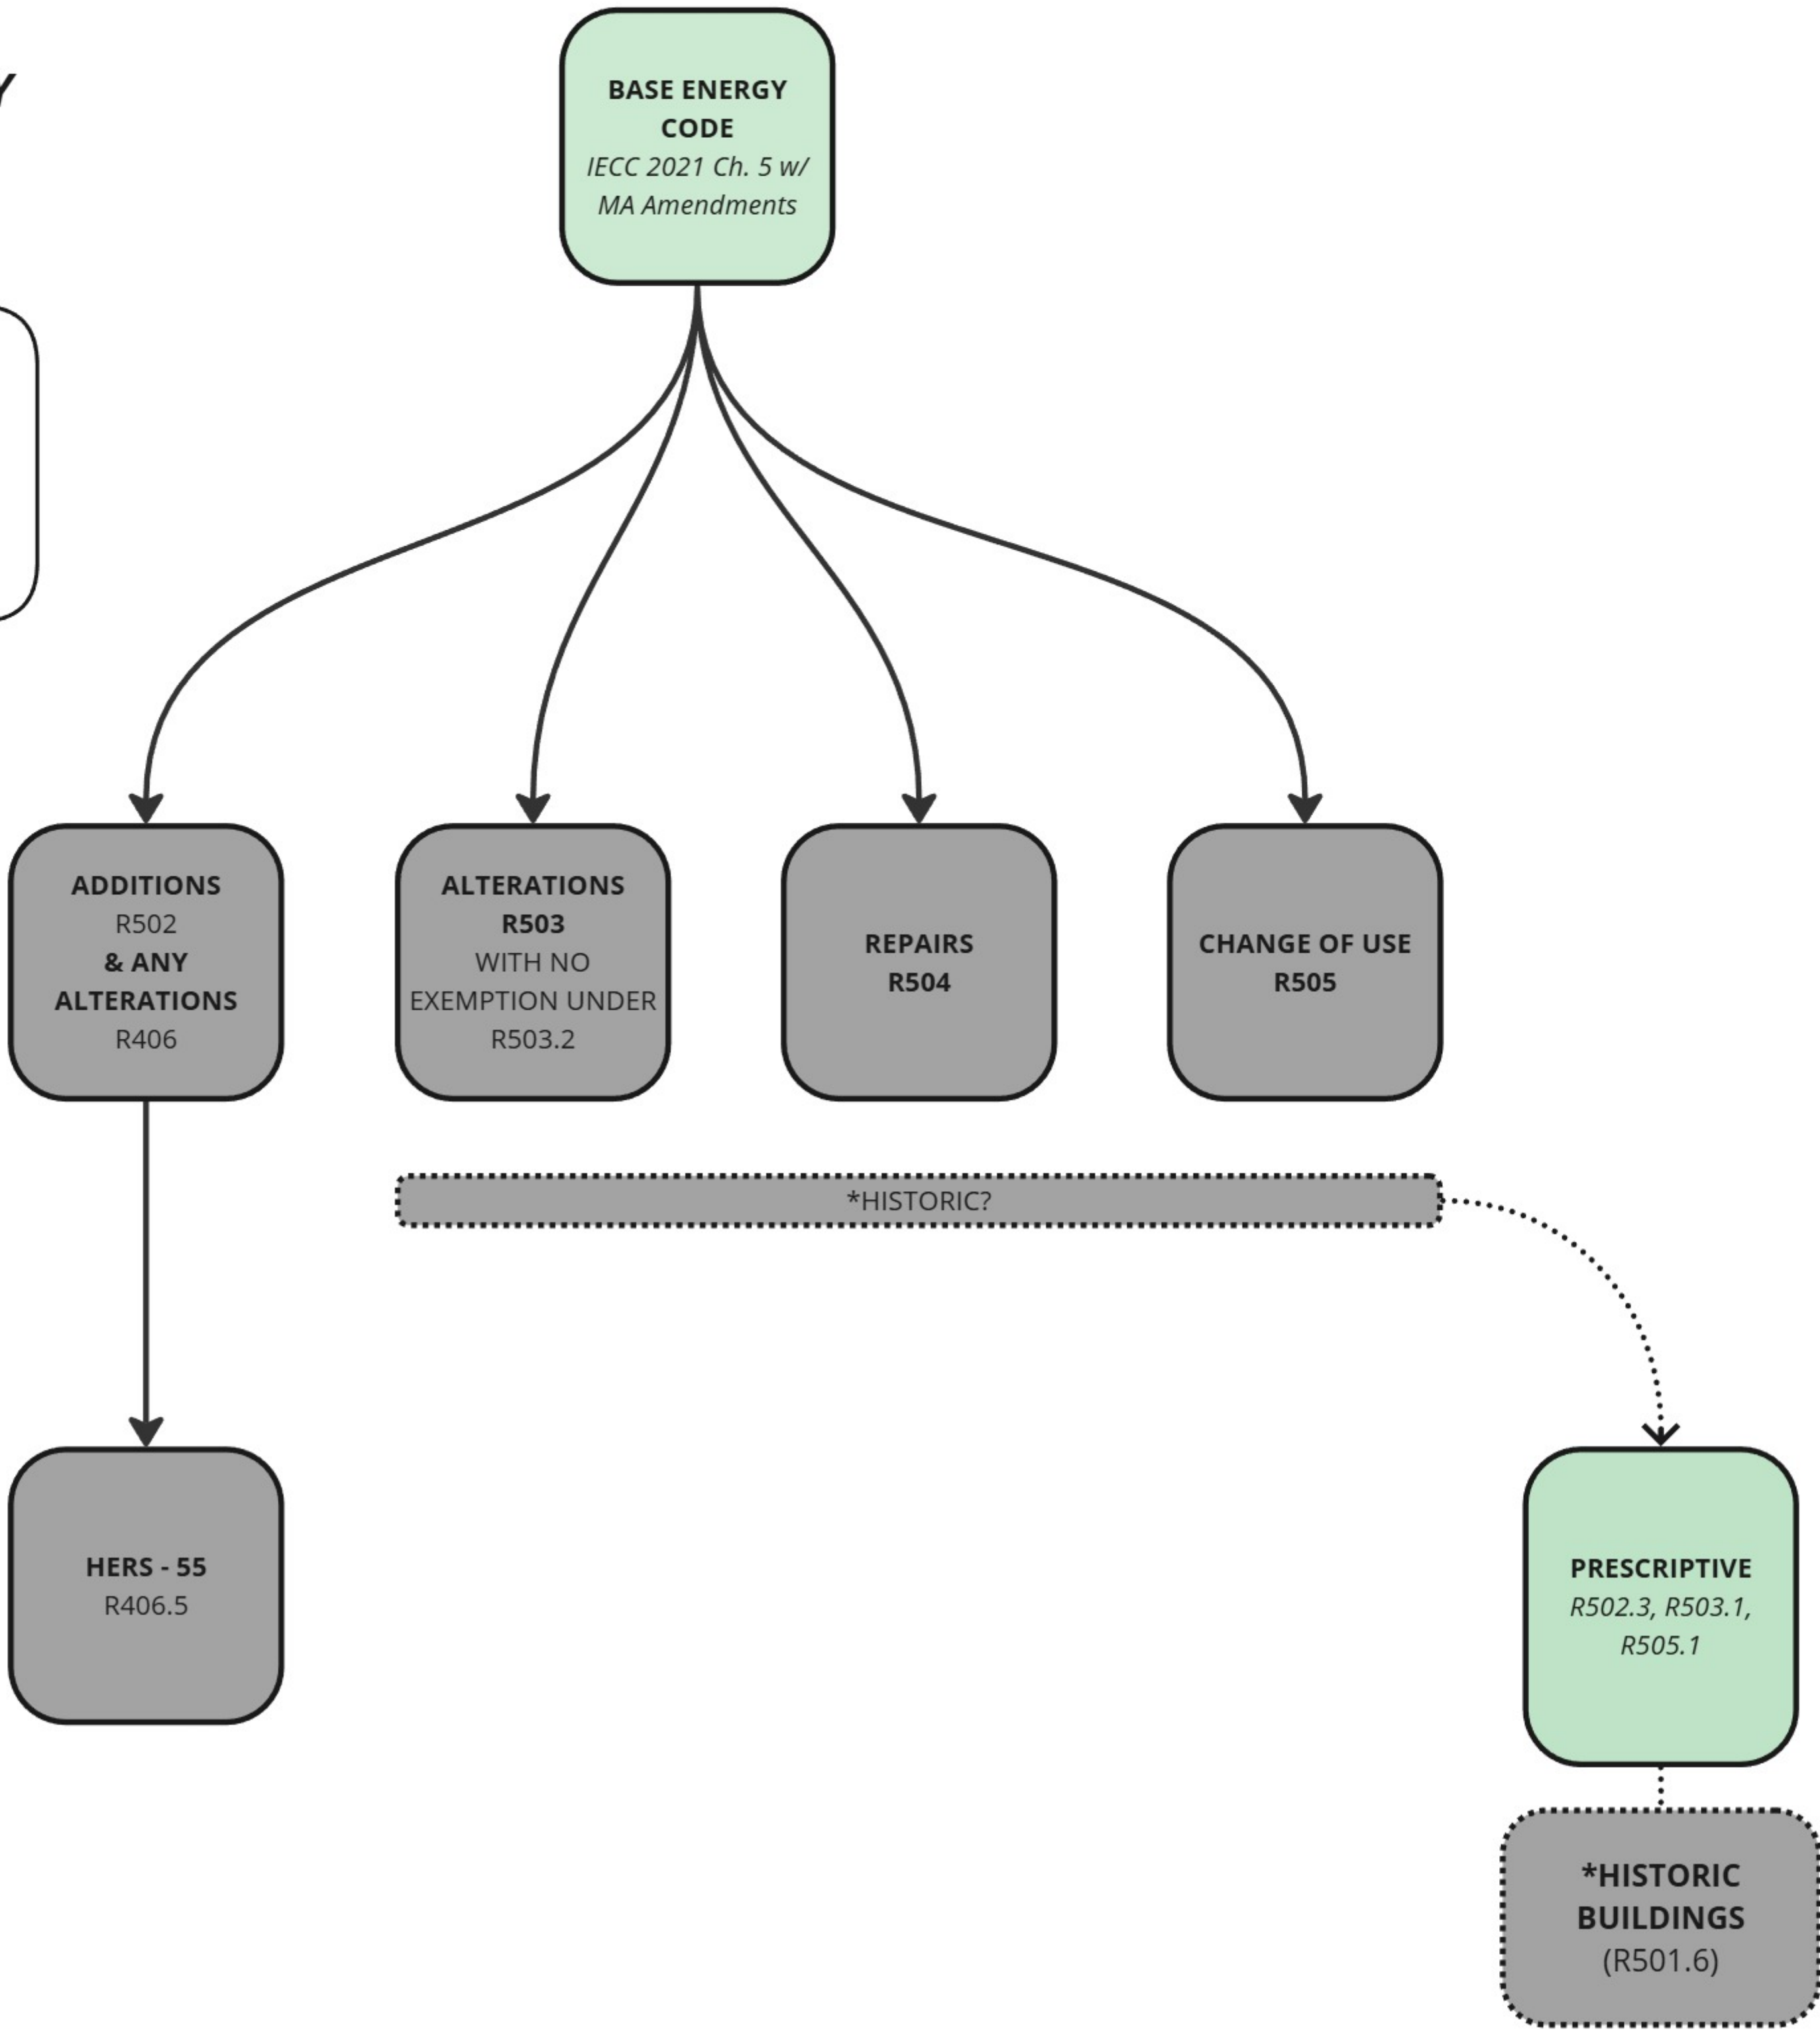 Y
BASE ENERGY
CODE
IECC 2021 Ch. 5 w/
MA Amendments
ADDITIONS
R502
& ANY
ALTERATIONS
R406
ALTERATIONS
R503
WITH NO
EXEMPTION UNDER
R503.2
REPAIRS
R504
CHANGE OF USE
R505
*HISTORIC?
HERS - 55
R406.5
PRESCRIPTIVE
R502.3, R503.1,
R505.1
*HISTORIC
BUILDINGS
(R501.6)